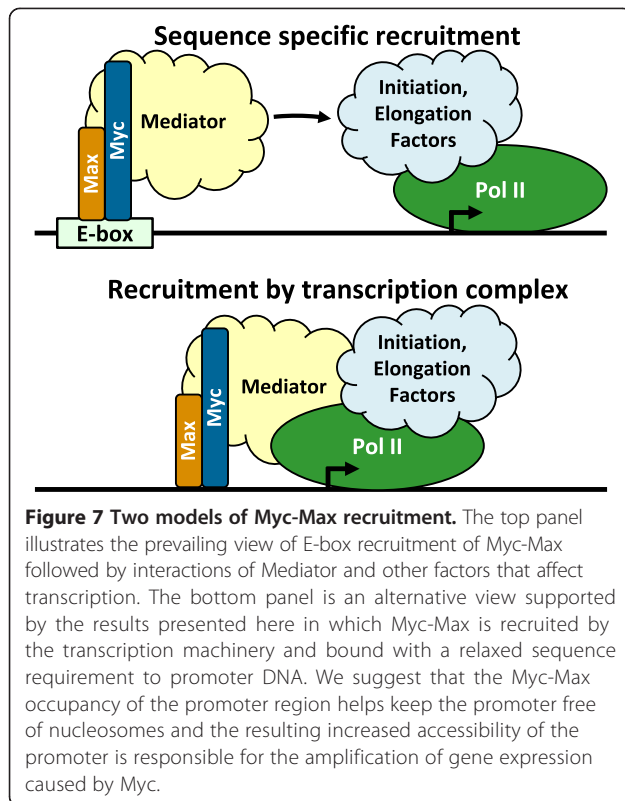 Sequence specific recruitment
Max
Myc
Mediator
Initiation,
Elongation
Factors
Pol II
E-box
Recruitment by transcription complex
Max
Myc
Mediator
Initiation,
Elongation
Factors
Pol II
Figure 7 Two models of Myc-Max recruitment. The top panel
illustrates the prevailing view of E-box recruitment of Myc-Max
followed by interactions of Mediator and other factors that affect
transcription. The bottom panel is an alternative view supported
by the results presented here in which Myc-Max is recruited by
the transcription machinery and bound with a relaxed sequence
requirement to promoter DNA. We suggest that the Myc-Max
occupancy of the promoter region helps keep the promoter free
of nucleosomes and the resulting increased accessibility of the
promoter is responsible for the amplification of gene expression
caused by Myc.